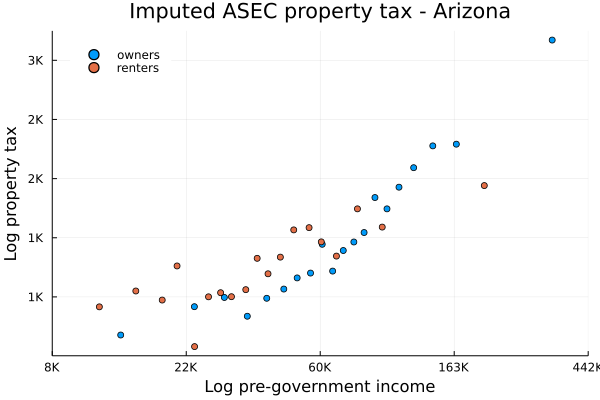 Imputed ASEC property tax - Arizona
owners
renters
3K
2K
2K
1K
1K
Log property tax
8K
22K
60K
163K
442K
Log pre-government income